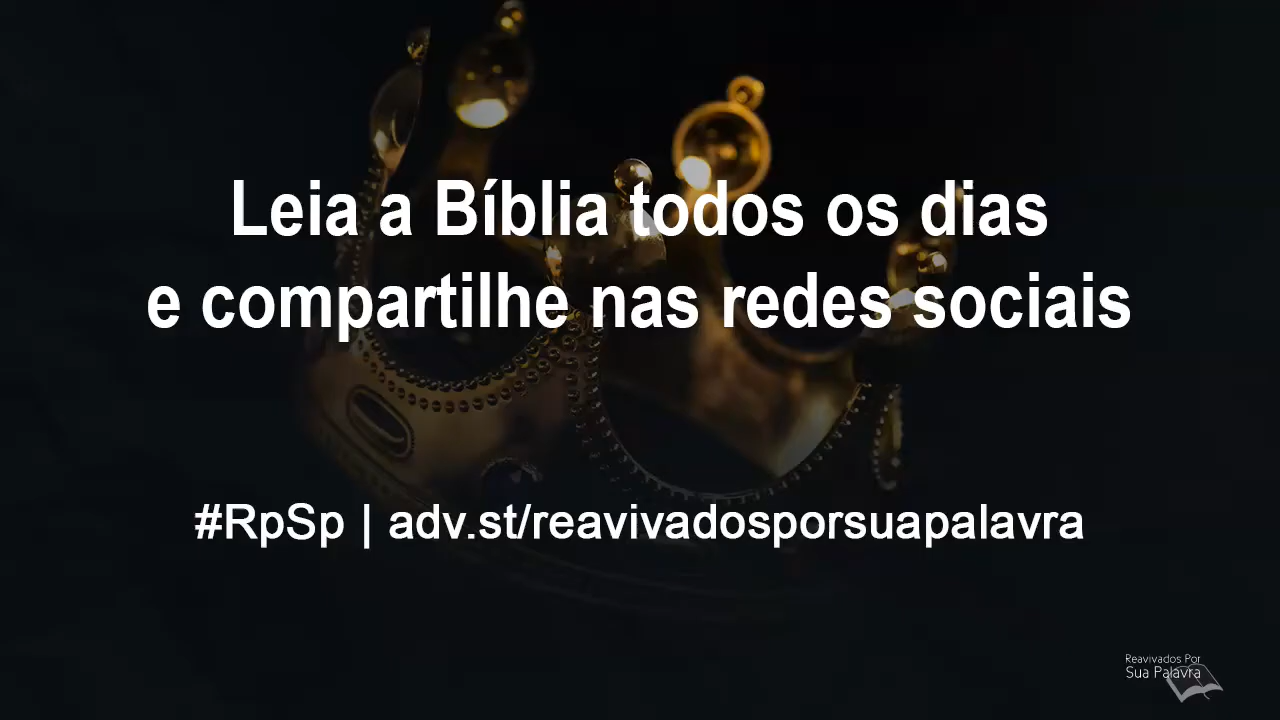 Leia a Bíblia todos os dias
e compartilhe nas redes sociais
#RpSp | adv.st/reavivadosporsuapalavra
Reavivados Por
Sua Palavra